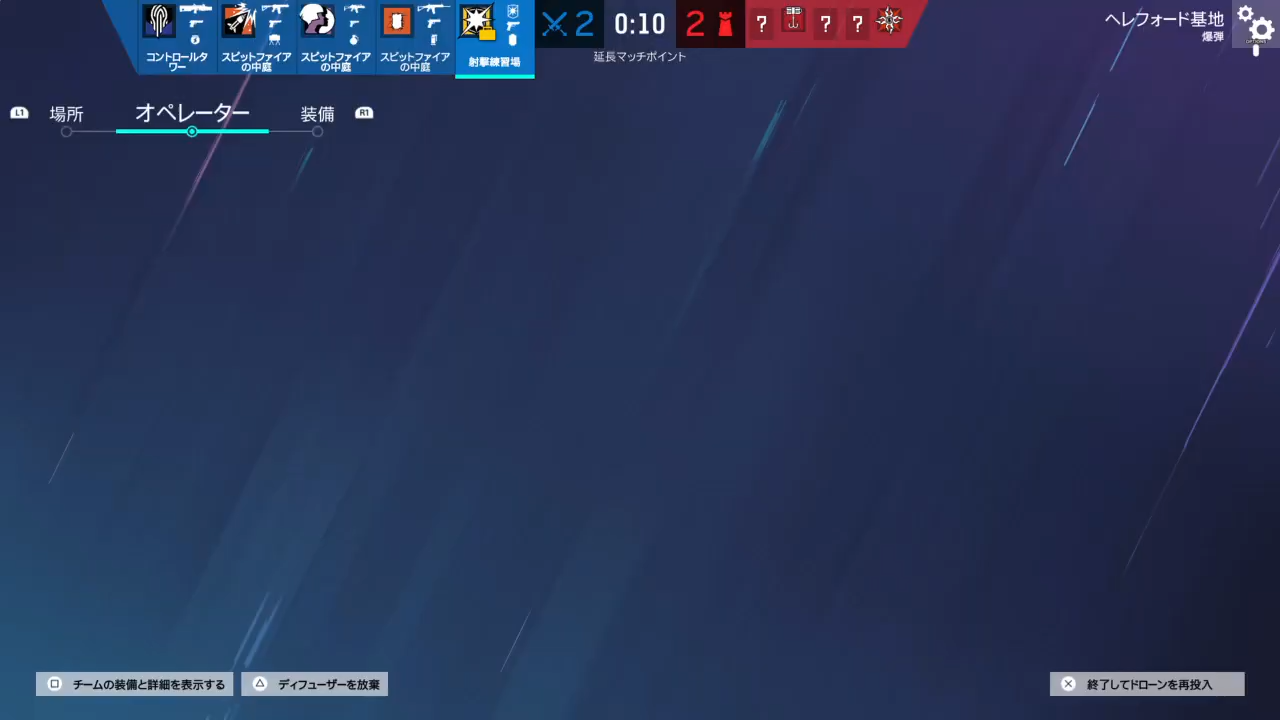 コントロールタ
ワー
スピットファイア
の中庭
スピットファイア
の中庭
スピットファイア
の中庭
射撃練習場
2
0:10
2
?
?
?
延長マッチポイント
ヘレフォード基地
爆弾
OPTIONS
L1
場所
オペレーター
装備
R1
チームの装備と詳細を表示する
ディフューザーを放棄
終了してドローンを再投入